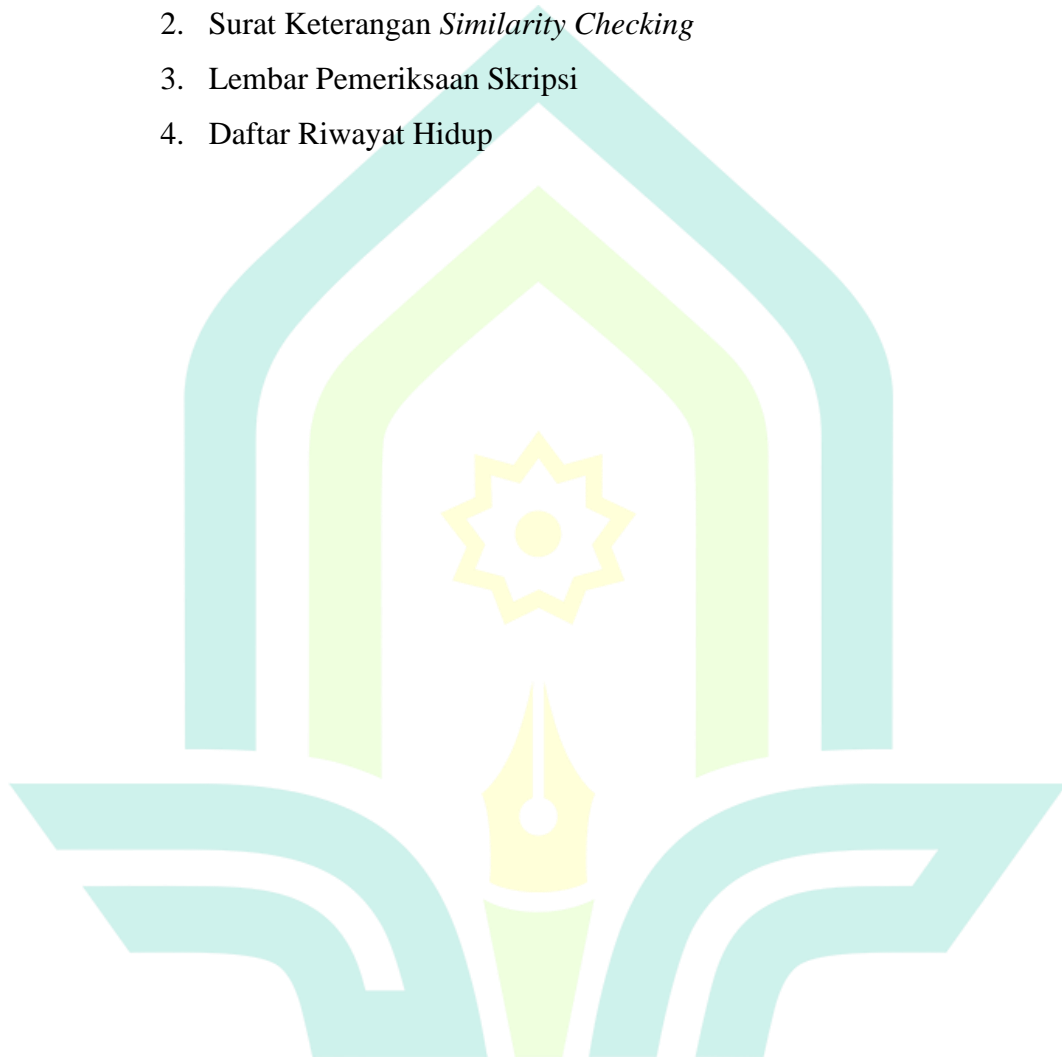 2. Surat Keterangan Similarity Checking
3. Lembar Pemeriksaan Skripsi
4. Daftar Riwayat Hidup